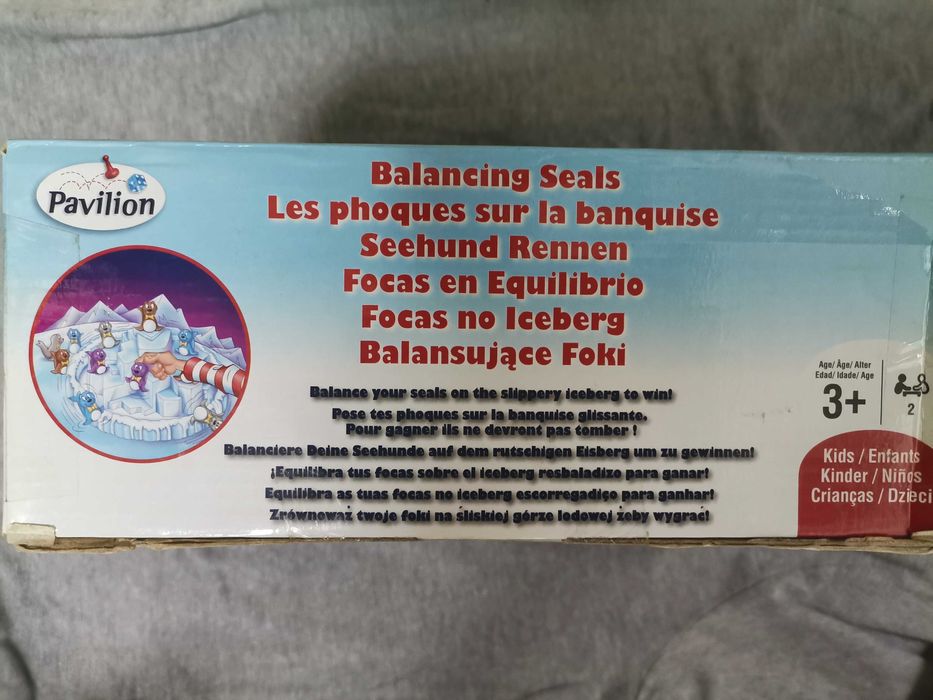 Pavilion
Balancing Seals
Les phoques sur la banquise
Seehund Rennen
Focas en Equilibrio
Focas no Iceberg
Balansujące Foki
Balance your seals on the slippery iceberg to win!
Pose tes phoques sur la banquise glissante.
Pour gagner ils ne devront pas tomber !
Balanciere Deine Seehunde auf dem rutschigen Eisberg um zu gewinnen!
¡Equilibra tus focas sobre el iceberg resbaladizo para ganar!
Equilibra as tuas focas no iceberg escorregadiço para ganhar!
Zrównoważ twoje foki na śliskiej górze lodowej żeby wygrać!
Age/ Âge/ Alter
Edad/ Idade/ Age
3+
2
Kids / Enfants
Kinder / Niños
Crianças / Dzieci